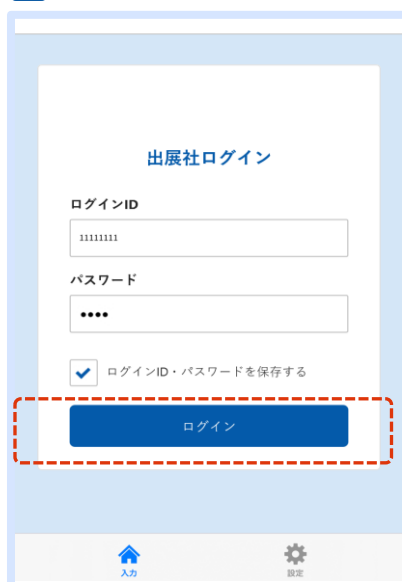 出展社ログイン
ログインID
11111111
パスワード
••••
ログインID・パスワードを保存する
ログイン
入力
設定